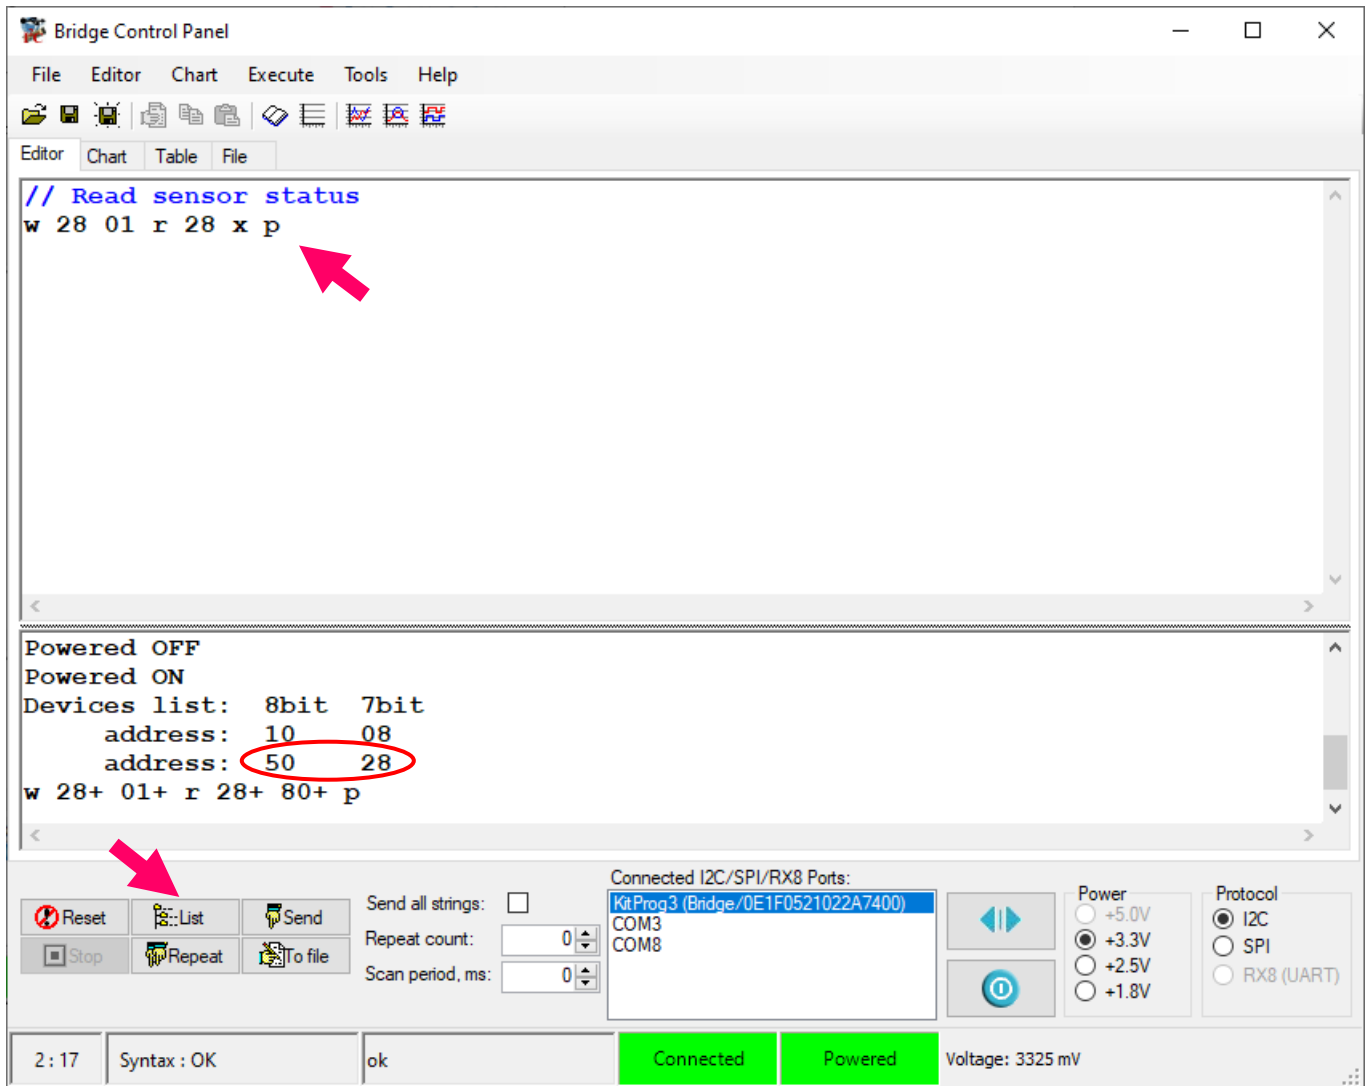 Bridge Control Panel
File Editor Chart Execute Tools Help
Editor Chart Table File
// Read sensor status
w 28 01 r 28 x p
Powered OFF
Powered ON
Devices list: 8bit 7bit
address: 10 08
address: 50 28
w 28+ 01+ r 28+ 80+ p
Connected I2C/SPI/RX8 Ports:
Reset List Send
Stop Repeat To file
Send all strings:
Repeat count: 0
Scan period, ms: 0
KitProg3 (Bridge/0E1F0521022A7400)
COM3
COM8
Power
+5.0V
+3.3V
+2.5V
+1.8V
Protocol
I2C
SPI
RX8 (UART)
2 : 17 Syntax : OK ok Connected Powered Voltage: 3325 mV